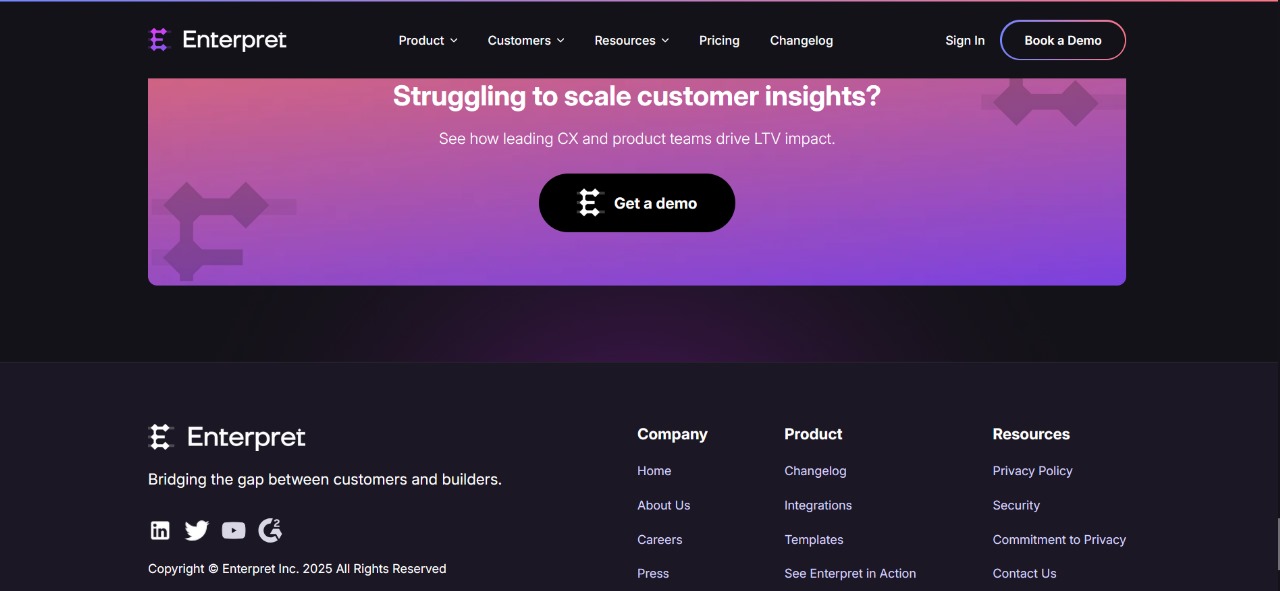 Enterpret
Product
Customers
Resources
Pricing
Changelog
Sign In
Book a Demo
Struggling to scale customer insights?
See how leading CX and product teams drive LTV impact.
Get a demo
Enterpret
Bridging the gap between customers and builders.
Copyright © Enterpret Inc. 2025 All Rights Reserved
Company
Home
About Us
Careers
Press
Product
Changelog
Integrations
Templates
See Enterpret in Action
Resources
Privacy Policy
Security
Commitment to Privacy
Contact Us